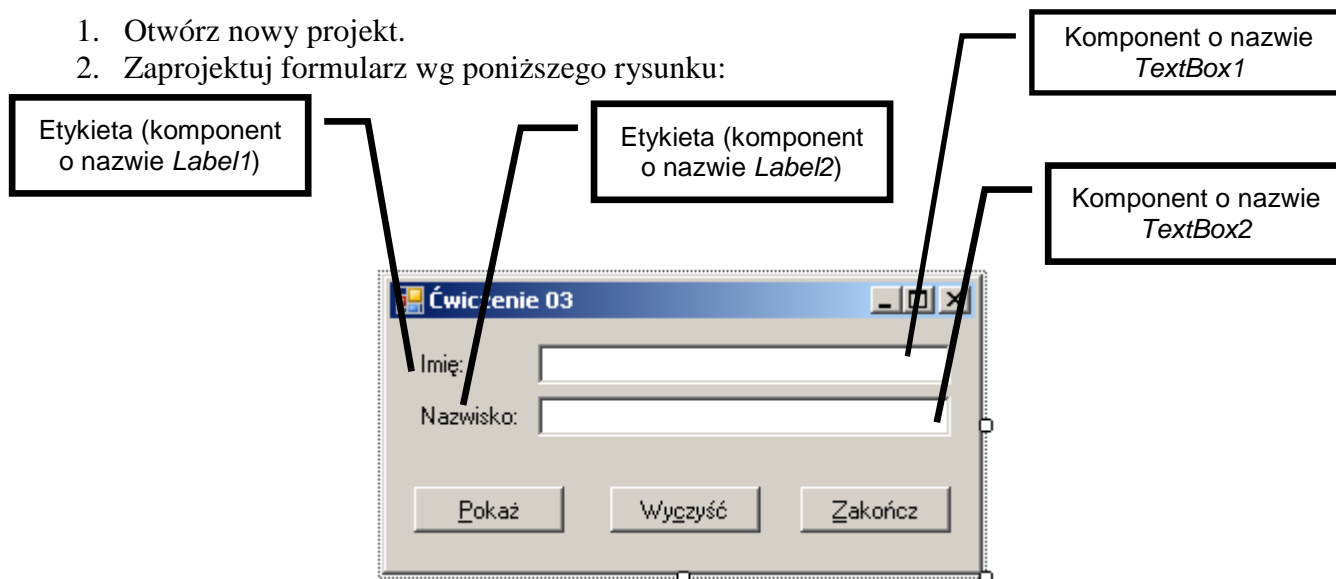 1. Otwórz nowy projekt.
2. Zaprojektuj formularz wg poniższego rysunku:
Komponent o nazwie
TextBox1
Etykieta (komponent
o nazwie Label1)
Etykieta (komponent
o nazwie Label2)
Komponent o nazwie
TextBox2
Ćwiczenie 03
Imię:
Nazwisko:
Pokaż
Wyczyść
Zakończ